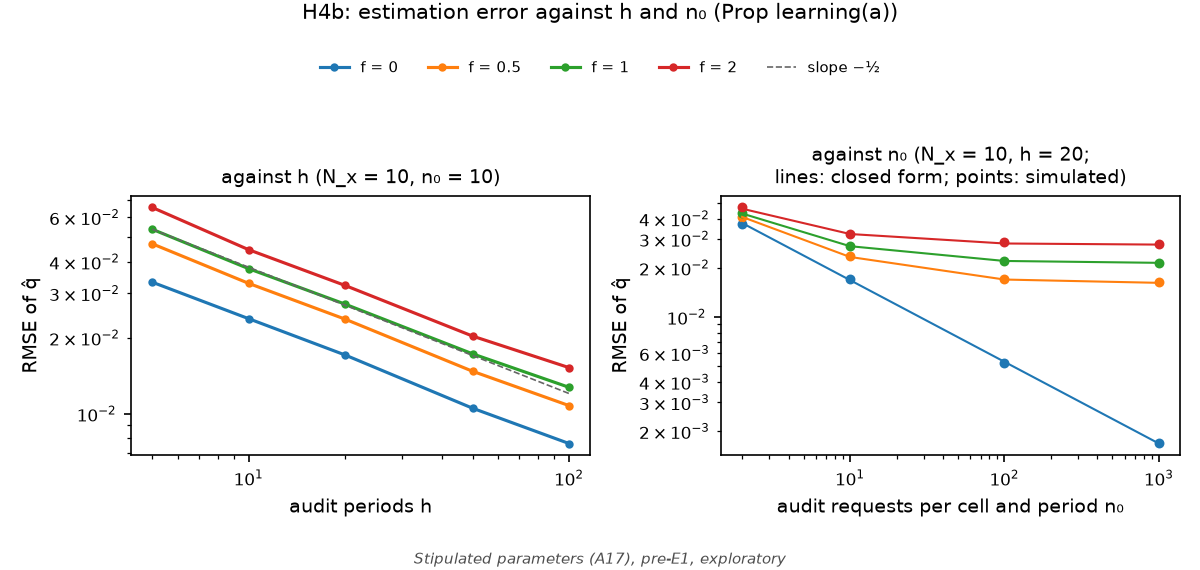 H4b: estimation error against h and n₀ (Prop learning(a))
f = 0
f = 0.5
f = 1
f = 2
slope −½
against h (N_x = 10, n₀ = 10)
RMSE of q̂
6 × 10⁻²
4 × 10⁻²
3 × 10⁻²
2 × 10⁻²
10⁻²
10¹
10²
audit periods h
against n₀ (N_x = 10, h = 20;
lines: closed form; points: simulated)
RMSE of q̂
4 × 10⁻²
3 × 10⁻²
2 × 10⁻²
10⁻²
6 × 10⁻³
4 × 10⁻³
3 × 10⁻³
2 × 10⁻³
10¹
10²
10³
audit requests per cell and period n₀
Stipulated parameters (A17), pre-E1, exploratory